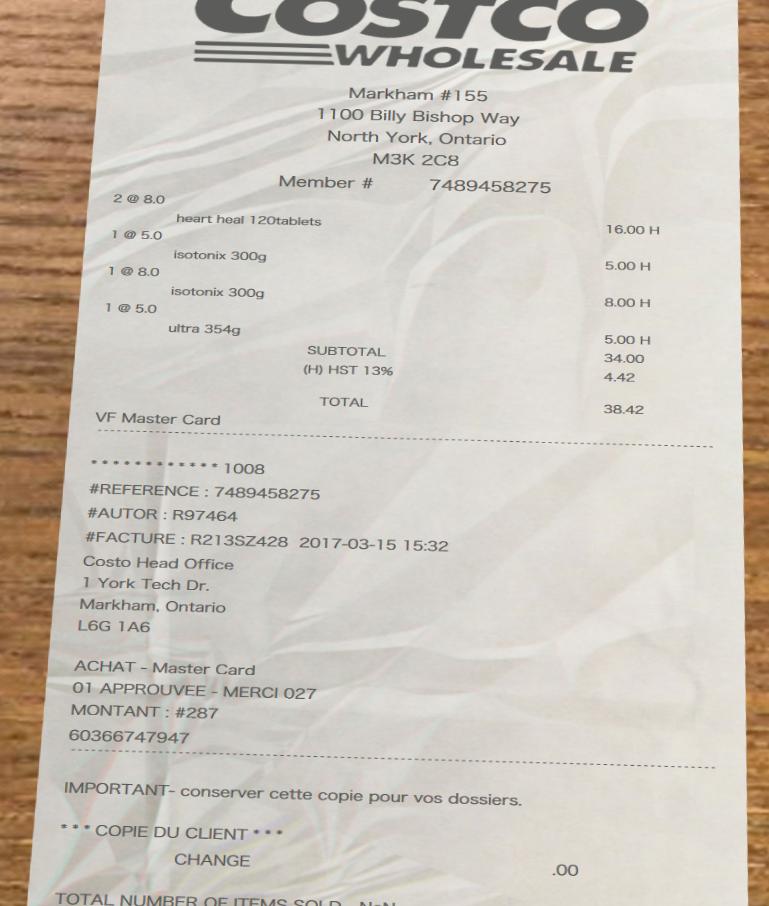 COSTCO
WHOLESALE
Markham #155
1100 Billy Bishop Way
North York, Ontario
M3K 2C8
Member # 7489458275
2 @ 8.0
heart heal 120tablets 16.00 H
1 @ 5.0
isotonix 300g 5.00 H
1 @ 8.0
isotonix 300g 8.00 H
1 @ 5.0
ultra 354g 5.00 H
SUBTOTAL 34.00
(H) HST 13% 4.42
TOTAL 38.42
VF Master Card
* * * * * * * * * * * * 1008
#REFERENCE : 7489458275
#AUTOR : R97464
#FACTURE : R213SZ428 2017-03-15 15:32
Costo Head Office
1 York Tech Dr.
Markham, Ontario
L6G 1A6
ACHAT - Master Card
01 APPROUVEE - MERCI 027
MONTANT : #287
60366747947
IMPORTANT- conserver cette copie pour vos dossiers.
* * * COPIE DU CLIENT * * *
CHANGE .00
TOTAL NUMBER OF ITEMS SOLD - NaN